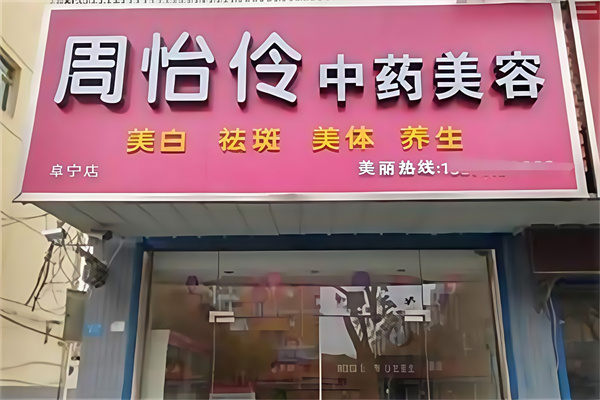 周怡伶 中药美容
美白 祛斑 美体 养生
阜宁店
美丽热线: